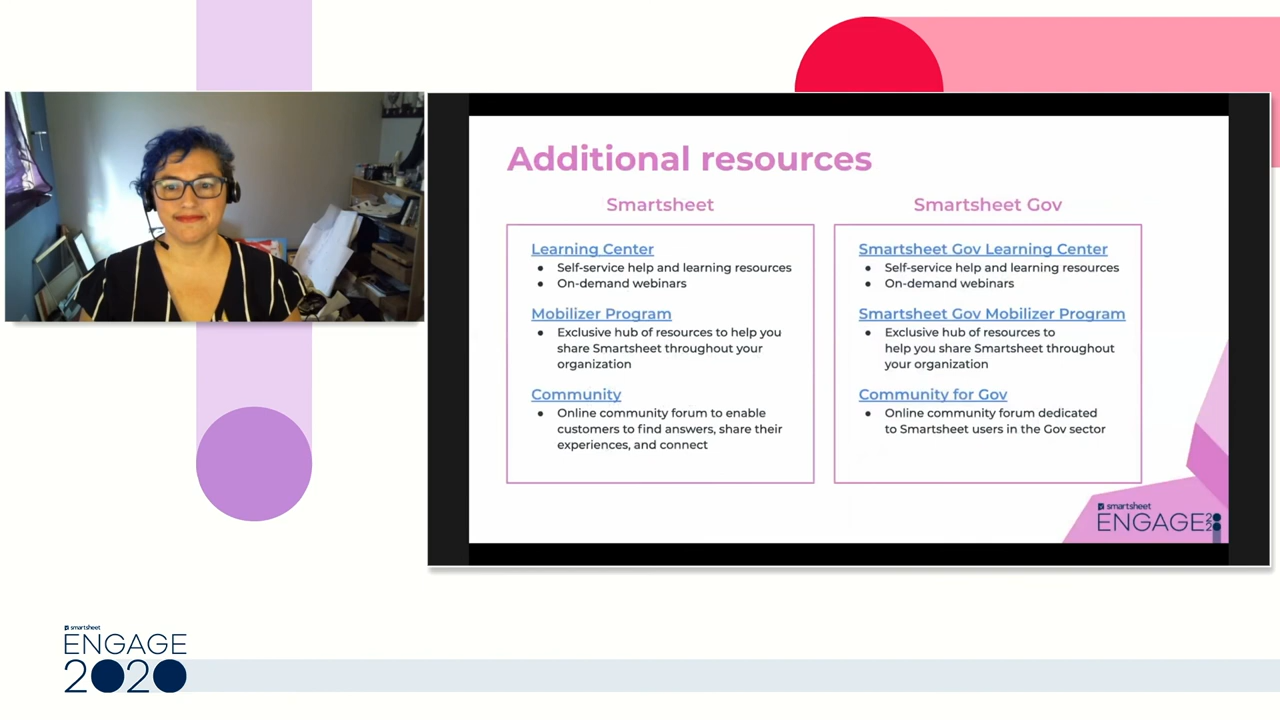 Additional resources
Smartsheet
Learning Center
● Self-service help and learning resources
● On-demand webinars
Mobilizer Program
● Exclusive hub of resources to help you
share Smartsheet throughout your
organization
Community
● Online community forum to enable
customers to find answers, share their
experiences, and connect
Smartsheet Gov
Smartsheet Gov Learning Center
● Self-service help and learning resources
● On-demand webinars
Smartsheet Gov Mobilizer Program
● Exclusive hub of resources to
help you share Smartsheet throughout
your organization
Community for Gov
● Online community forum dedicated
to Smartsheet users in the Gov sector
smartsheet
ENGAGE
2020
smartsheet
ENGAGE
2020